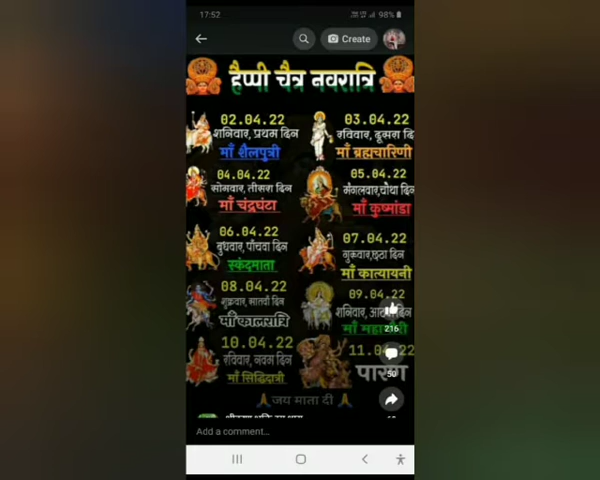 17:52
98%
Create
हैप्पी चैत्र नवरात्रि
02.04.22
शनिवार, प्रथम दिन
माँ शैलपुत्री
03.04.22
रविवार, दूसरा दि
माँ ब्रह्मचारिणी
04.04.22
सोमवार, तीसरा दिन
माँ चंद्रघंटा
05.04.22
मंगलवार,चौथा दिन
माँ कुष्मांडा
06.04.22
बुधवार, पाँचवा दिन
स्कंदमाता
07.04.22
गुरूवार,छठा दिन
माँ कात्यायनी
08.04.22
शुक्रवार, सातवाँ दिन
माँ कालरात्रि
09.04.22
शनिवार, दिन
माँ
216
10.04.22
रविवार, नवम दिन
माँ सिद्धिदात्री
11.04.22
पारण
50
जय माता दी
Add a comment...